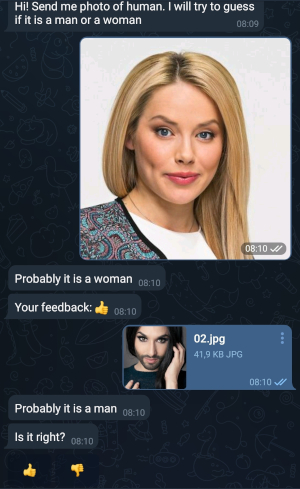 Hi! Send me photo of human. I will try to guess
if it is a man or a woman
08:09
08:10
Probably it is a woman 08:10
Your feedback: 👍 08:10
02.jpg
41,9 KB JPG
08:10
Probably it is a man 08:10
Is it right? 08:10
👍 👎